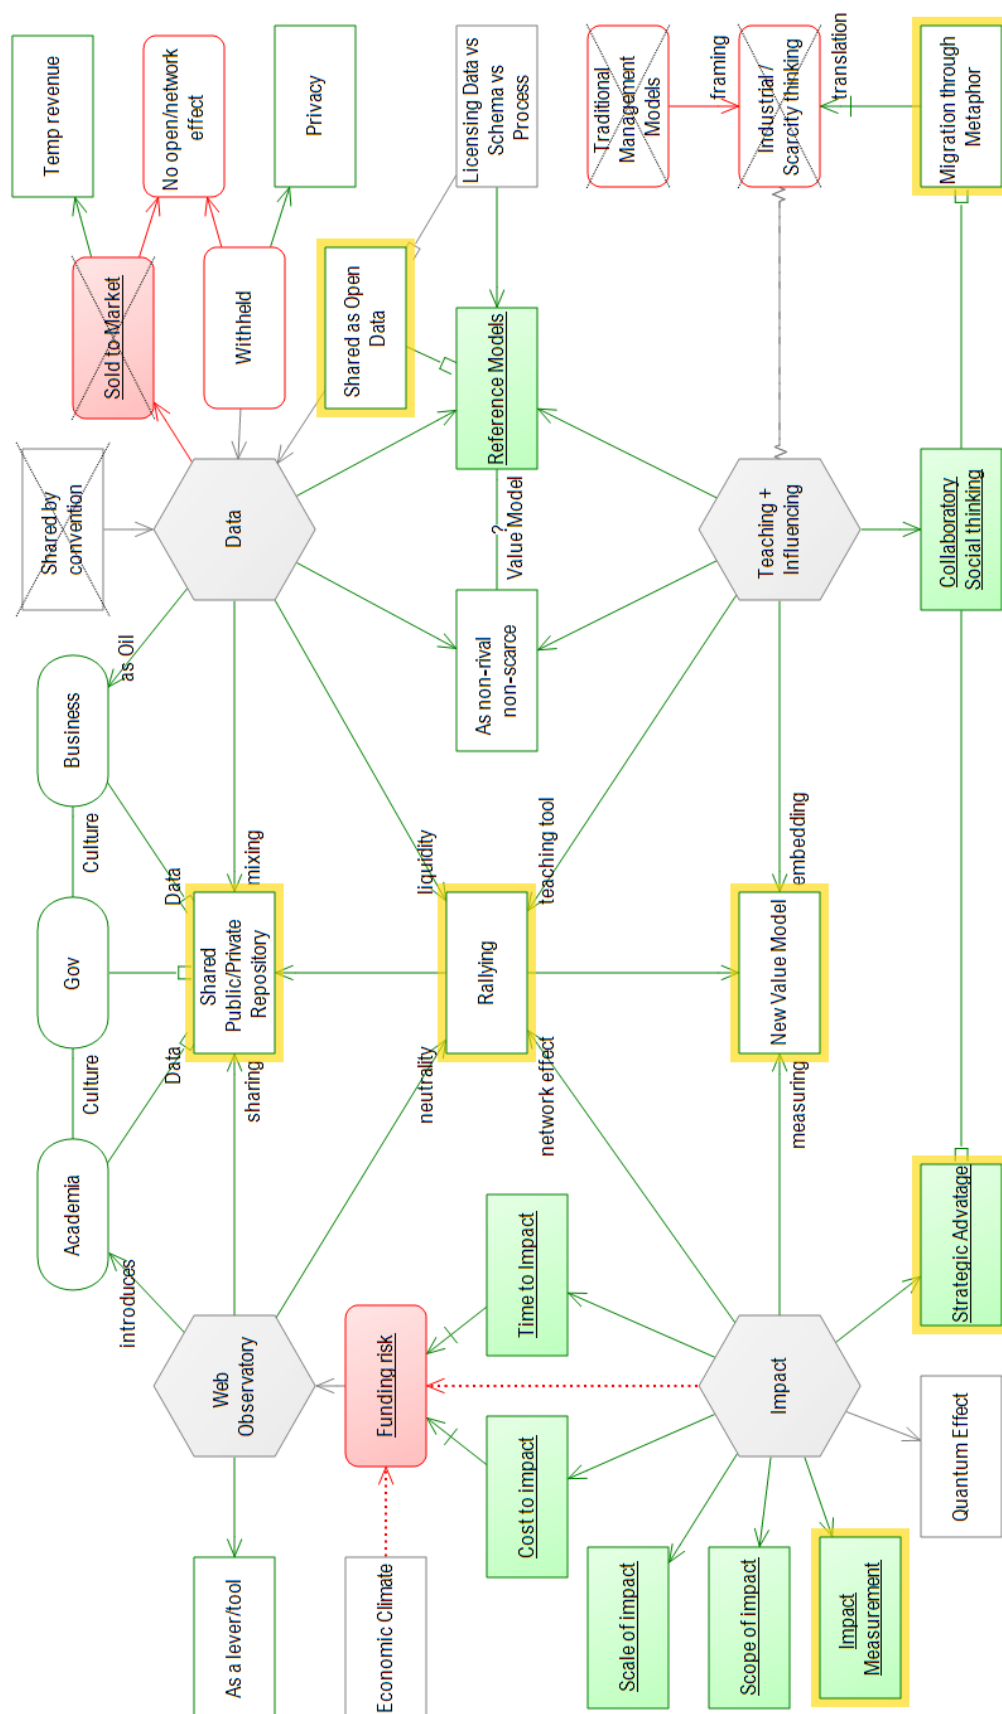 Academia
Culture
Gov
Culture
Business
Shared by
convention
Temp revenue
introduces
as Oil
Sold to Market
No open/network
effect
Data
Data
As a lever/tool
Web
Observatory
sharing
Shared
Public/Private
Repository
mixing
Data
Withheld
Privacy
Economic Climate
Funding risk
neutrality
liquidity
Shared as Open
Data
Cost to impact
Time to Impact
Rallying
As non-rival
non-scarce
?
Value Model
Reference Models
Licensing Data vs
Schema vs
Process
network effect
teaching tool
Scale of impact
Traditional
Management
Models
framing
Scope of impact
Impact
measuring
New Value Model
embedding
Teaching +
Influencing
Industrial /
Scarcity thinking
translation
Impact
Measurement
Quantum Effect
Strategic Advatage
Collaboratory
Social thinking
Migration through
Metaphor